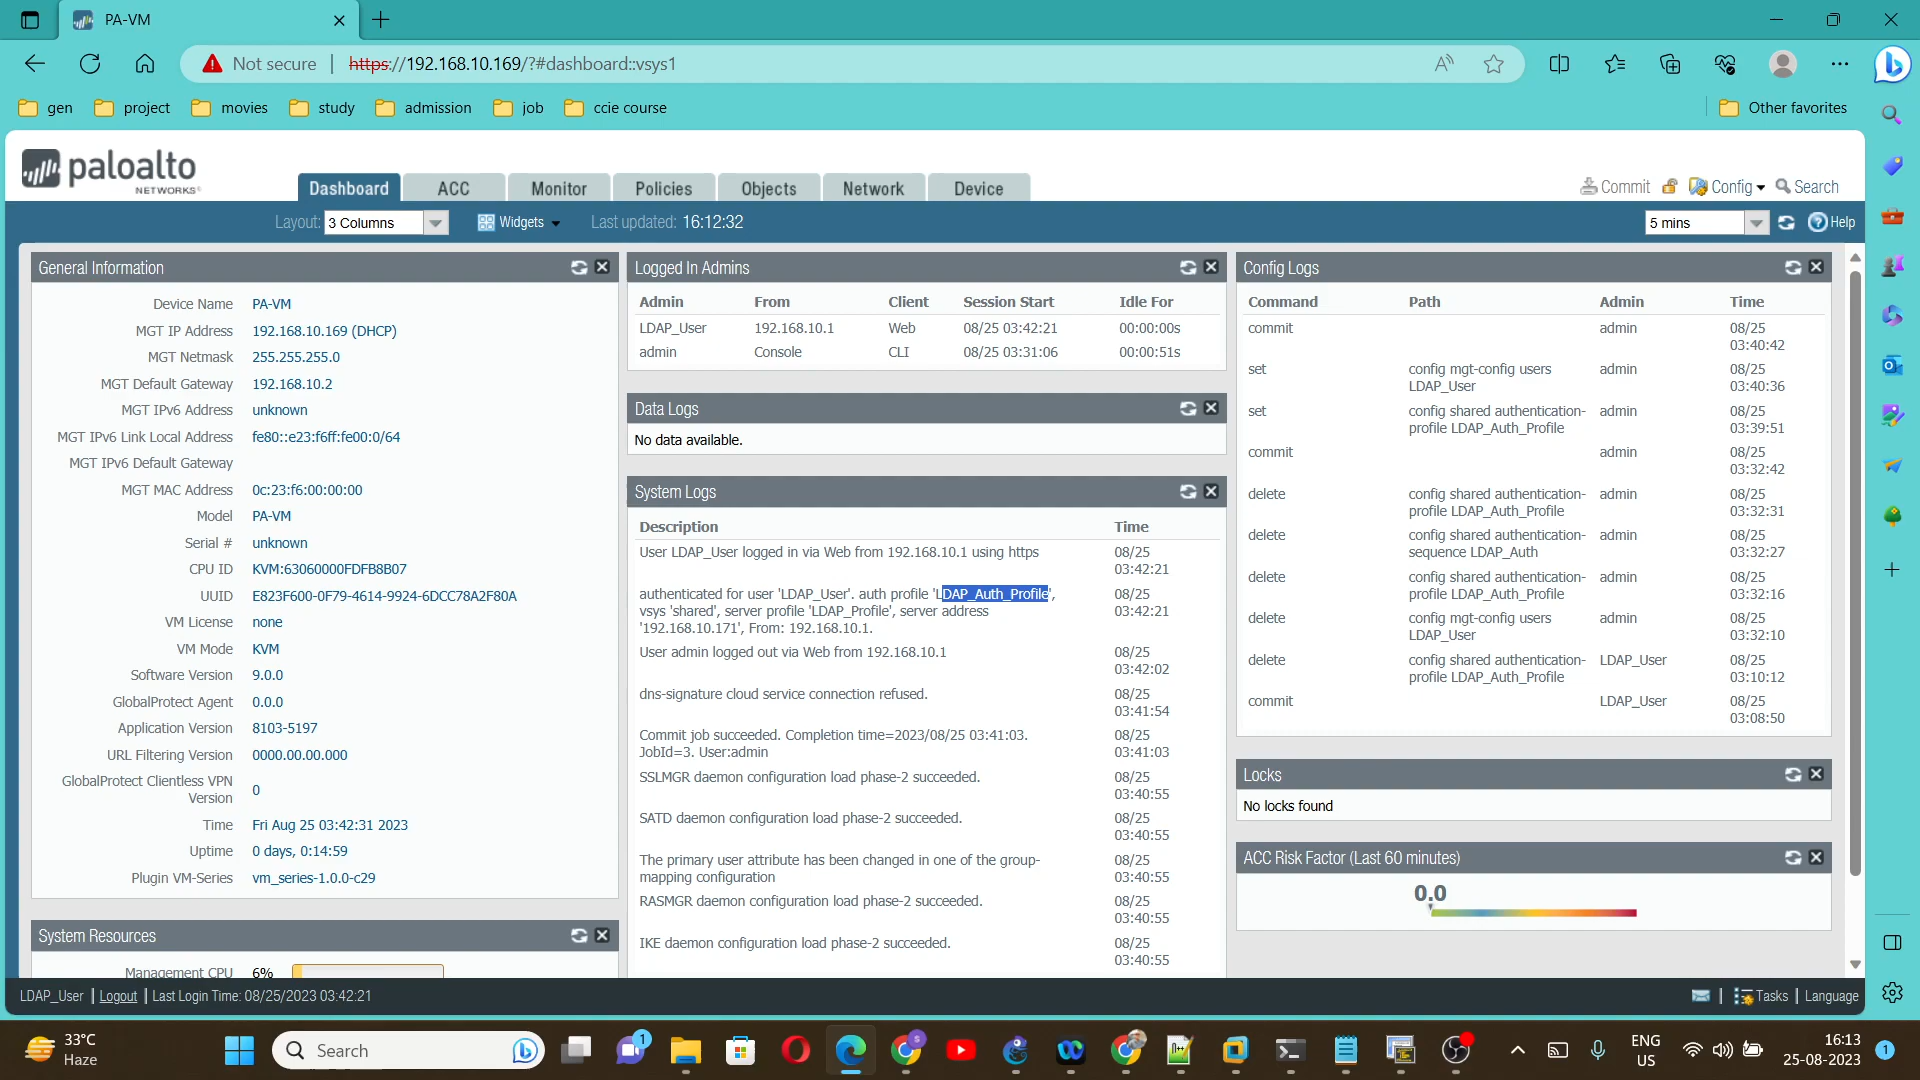 PA-VM
Not secure
https://192.168.10.169/?#dashboard::vsys1
gen
project
movies
study
admission
job
ccie course
Other favorites
paloalto
NETWORKS
Dashboard
ACC
Monitor
Policies
Objects
Network
Device
Commit
Config
Search
Layout: 3 Columns
Widgets
Last updated: 16:12:32
5 mins
Help
General Information
Device Name PA-VM
MGT IP Address 192.168.10.169 (DHCP)
MGT Netmask 255.255.255.0
MGT Default Gateway 192.168.10.2
MGT IPv6 Address unknown
MGT IPv6 Link Local Address fe80::e23:f6ff:fe00:0/64
MGT IPv6 Default Gateway
MGT MAC Address 0c:23:f6:00:00:00
Model PA-VM
Serial # unknown
CPU ID KVM:63060000FDFB8B07
UUID E823F600-0F79-4614-9924-6DCC78A2F80A
VM License none
VM Mode KVM
Software Version 9.0.0
GlobalProtect Agent 0.0.0
Application Version 8103-5197
URL Filtering Version 0000.00.00.000
GlobalProtect Clientless VPN
Version 0
Time Fri Aug 25 03:42:31 2023
Uptime 0 days, 0:14:59
Plugin VM-Series vm_series-1.0.0-c29
System Resources
Management CPU 6%
Logged In Admins
Admin From Client Session Start Idle For
LDAP_User 192.168.10.1 Web 08/25 03:42:21 00:00:00s
admin Console CLI 08/25 03:31:06 00:00:51s
Data Logs
No data available.
System Logs
Description Time
User LDAP_User logged in via Web from 192.168.10.1 using https 08/25
03:42:21
authenticated for user 'LDAP_User'. auth profile 'LDAP_Auth_Profile', 08/25
vsys 'shared', server profile 'LDAP_Profile', server address 03:42:21
'192.168.10.171', From: 192.168.10.1.
User admin logged out via Web from 192.168.10.1 08/25
03:42:02
dns-signature cloud service connection refused. 08/25
03:41:54
Commit job succeeded. Completion time=2023/08/25 03:41:03. 08/25
JobId=3. User:admin 03:41:03
SSLMGR daemon configuration load phase-2 succeeded. 08/25
03:40:55
SATD daemon configuration load phase-2 succeeded. 08/25
03:40:55
The primary user attribute has been changed in one of the group- 08/25
mapping configuration 03:40:55
RASMGR daemon configuration load phase-2 succeeded. 08/25
03:40:55
IKE daemon configuration load phase-2 succeeded. 08/25
03:40:55
Config Logs
Command Path Admin Time
commit admin 08/25
03:40:42
set config mgt-config users admin 08/25
LDAP_User 03:40:36
set config shared authentication- admin 08/25
profile LDAP_Auth_Profile 03:39:51
commit admin 08/25
03:32:42
delete config shared authentication- admin 08/25
profile LDAP_Auth_Profile 03:32:31
delete config shared authentication- admin 08/25
sequence LDAP_Auth 03:32:27
delete config shared authentication- admin 08/25
profile LDAP_Auth_Profile 03:32:16
delete config mgt-config users admin 08/25
LDAP_User 03:32:10
delete config shared authentication- LDAP_User 08/25
profile LDAP_Auth_Profile 03:10:12
commit LDAP_User 08/25
03:08:50
Locks
No locks found
ACC Risk Factor (Last 60 minutes)
0.0
LDAP_User | Logout | Last Login Time: 08/25/2023 03:42:21
Tasks | Language
33°C
Haze
Search
1
ENG
US
16:13
25-08-2023
1